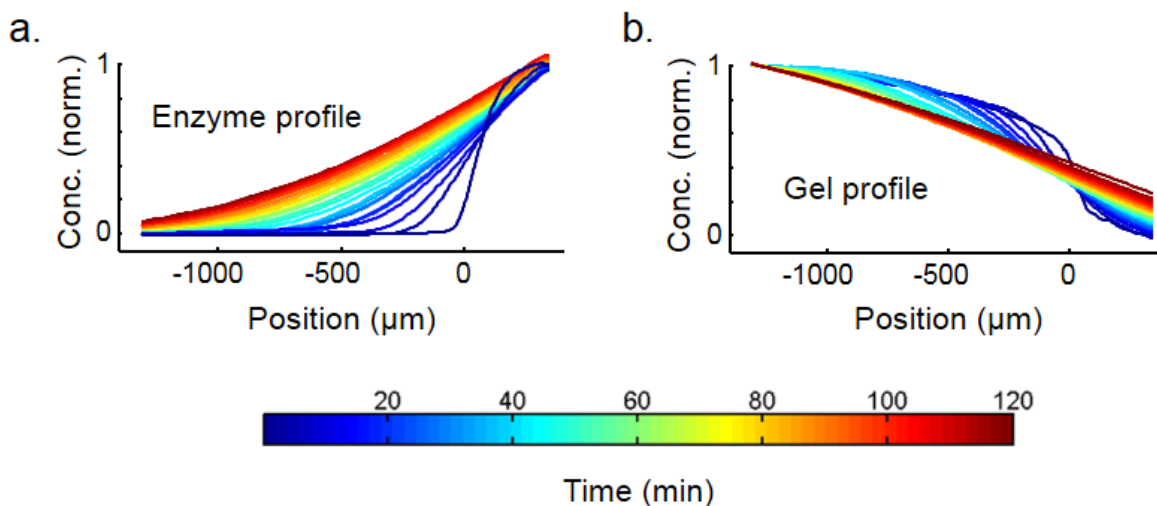 a.
Conc. (norm.)
1
0
Enzyme profile
-1000 -500 0
Position (µm)
b.
Conc. (norm.)
1
0
Gel profile
-1000 -500 0
Position (µm)
20 40 60 80 100 120
Time (min)